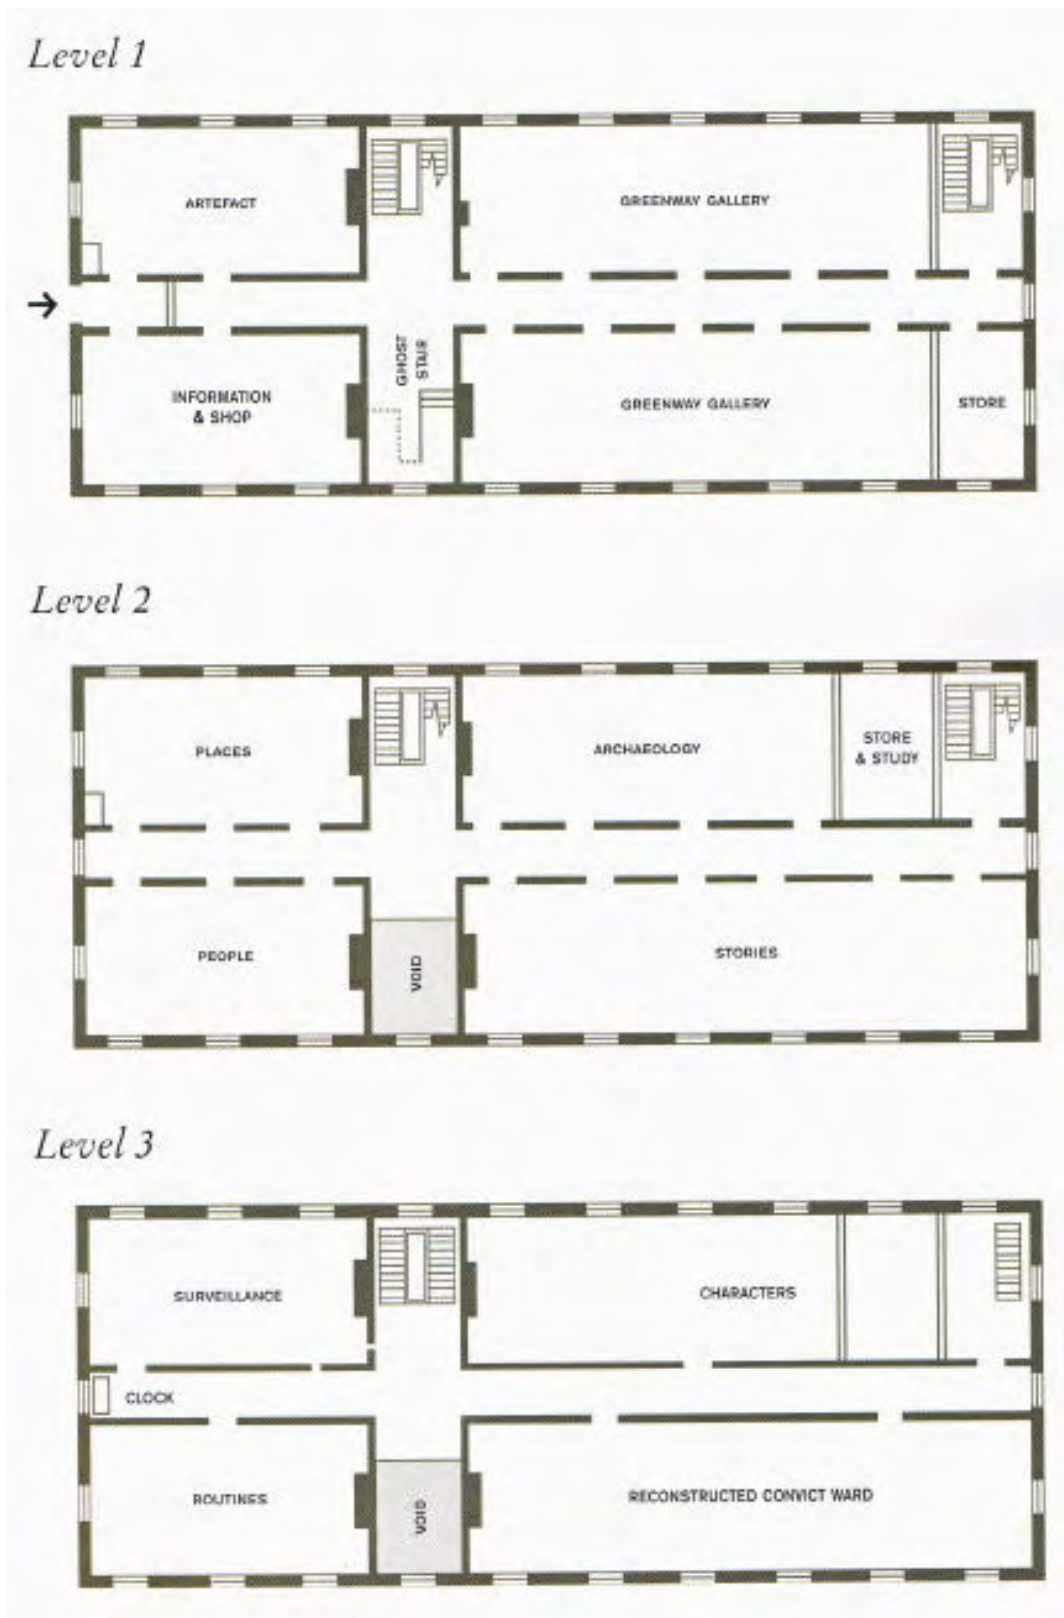 Level 1
ARTEFACT
GREENWAY GALLERY
GHOST
STAIR
INFORMATION
& SHOP
GREENWAY GALLERY
STORE
Level 2
PLACES
ARCHAEOLOGY
STORE
& STUDY
PEOPLE
VOID
STORIES
Level 3
SURVEILLANCE
CHARACTERS
CLOCK
ROUTINES
VOID
RECONSTRUCTED CONVICT WARD